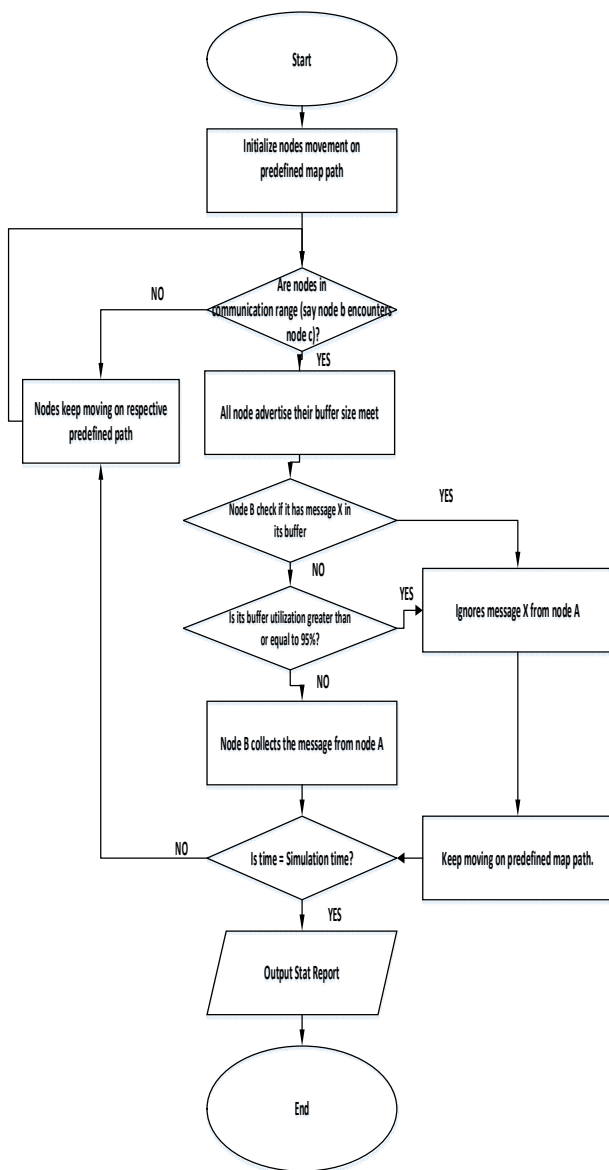 Start
Initialize nodes movement on
predefined map path
Are nodes in
communication range (say node b encounters
node c)?
NO
YES
Nodes keep moving on respective
predefined path
All node advertise their buffer size meet
Node B check if it has message X in
its buffer
YES
NO
Is its buffer utilization greater than
or equal to 95%?
YES
Ignores message X from node A
NO
Node B collects the message from node A
Is time = Simulation time?
NO
Keep moving on predefined map path.
YES
Output Stat Report
End